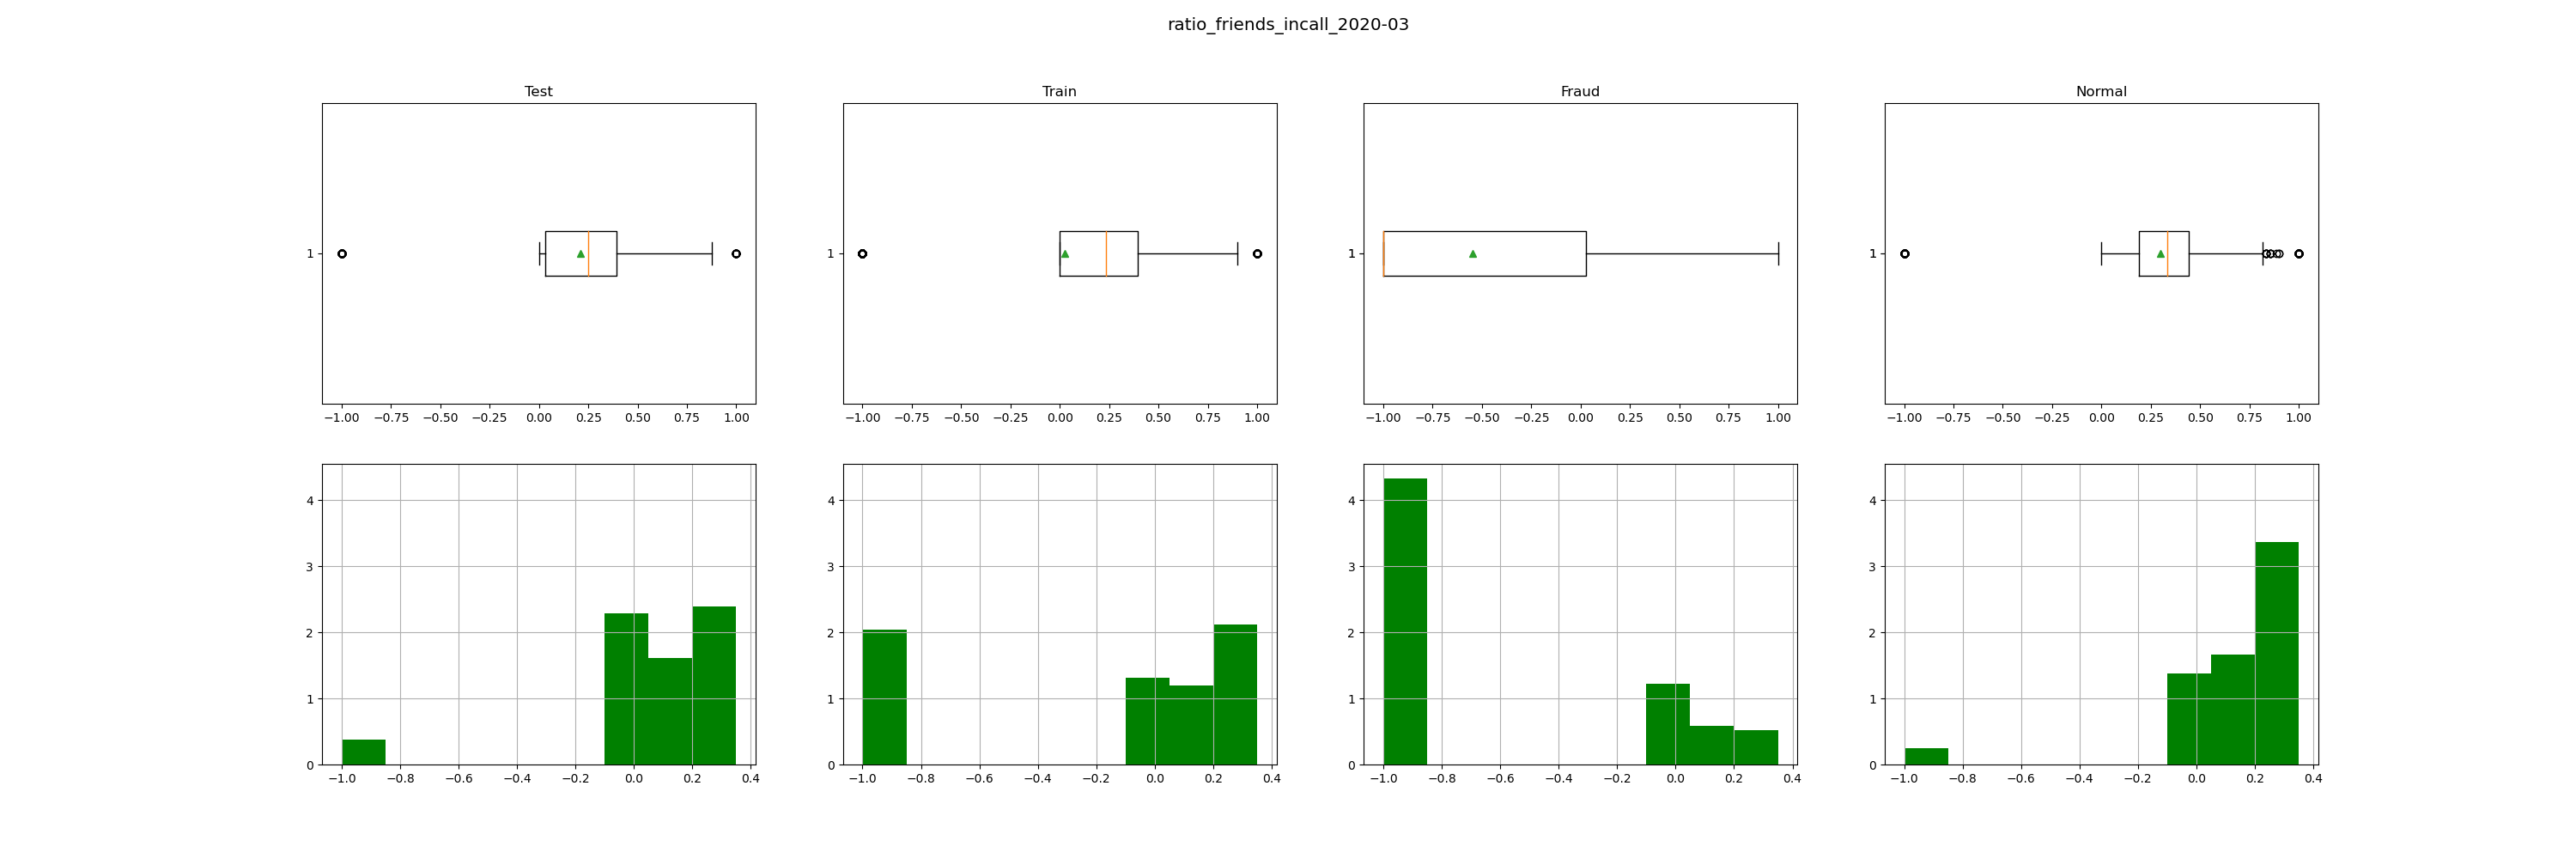 ratio_friends_incall_2020-03
Test Train Fraud Normal
1 1 1 1
−1.00 −0.75 −0.50 −0.25 0.00 0.25 0.50 0.75 1.00 −1.00 −0.75 −0.50 −0.25 0.00 0.25 0.50 0.75 1.00 −1.00 −0.75 −0.50 −0.25 0.00 0.25 0.50 0.75 1.00 −1.00 −0.75 −0.50 −0.25 0.00 0.25 0.50 0.75 1.00
4 4 4 4
3 3 3 3
2 2 2 2
1 1 1 1
0 0 0 0
−1.0 −0.8 −0.6 −0.4 −0.2 0.0 0.2 0.4 −1.0 −0.8 −0.6 −0.4 −0.2 0.0 0.2 0.4 −1.0 −0.8 −0.6 −0.4 −0.2 0.0 0.2 0.4 −1.0 −0.8 −0.6 −0.4 −0.2 0.0 0.2 0.4